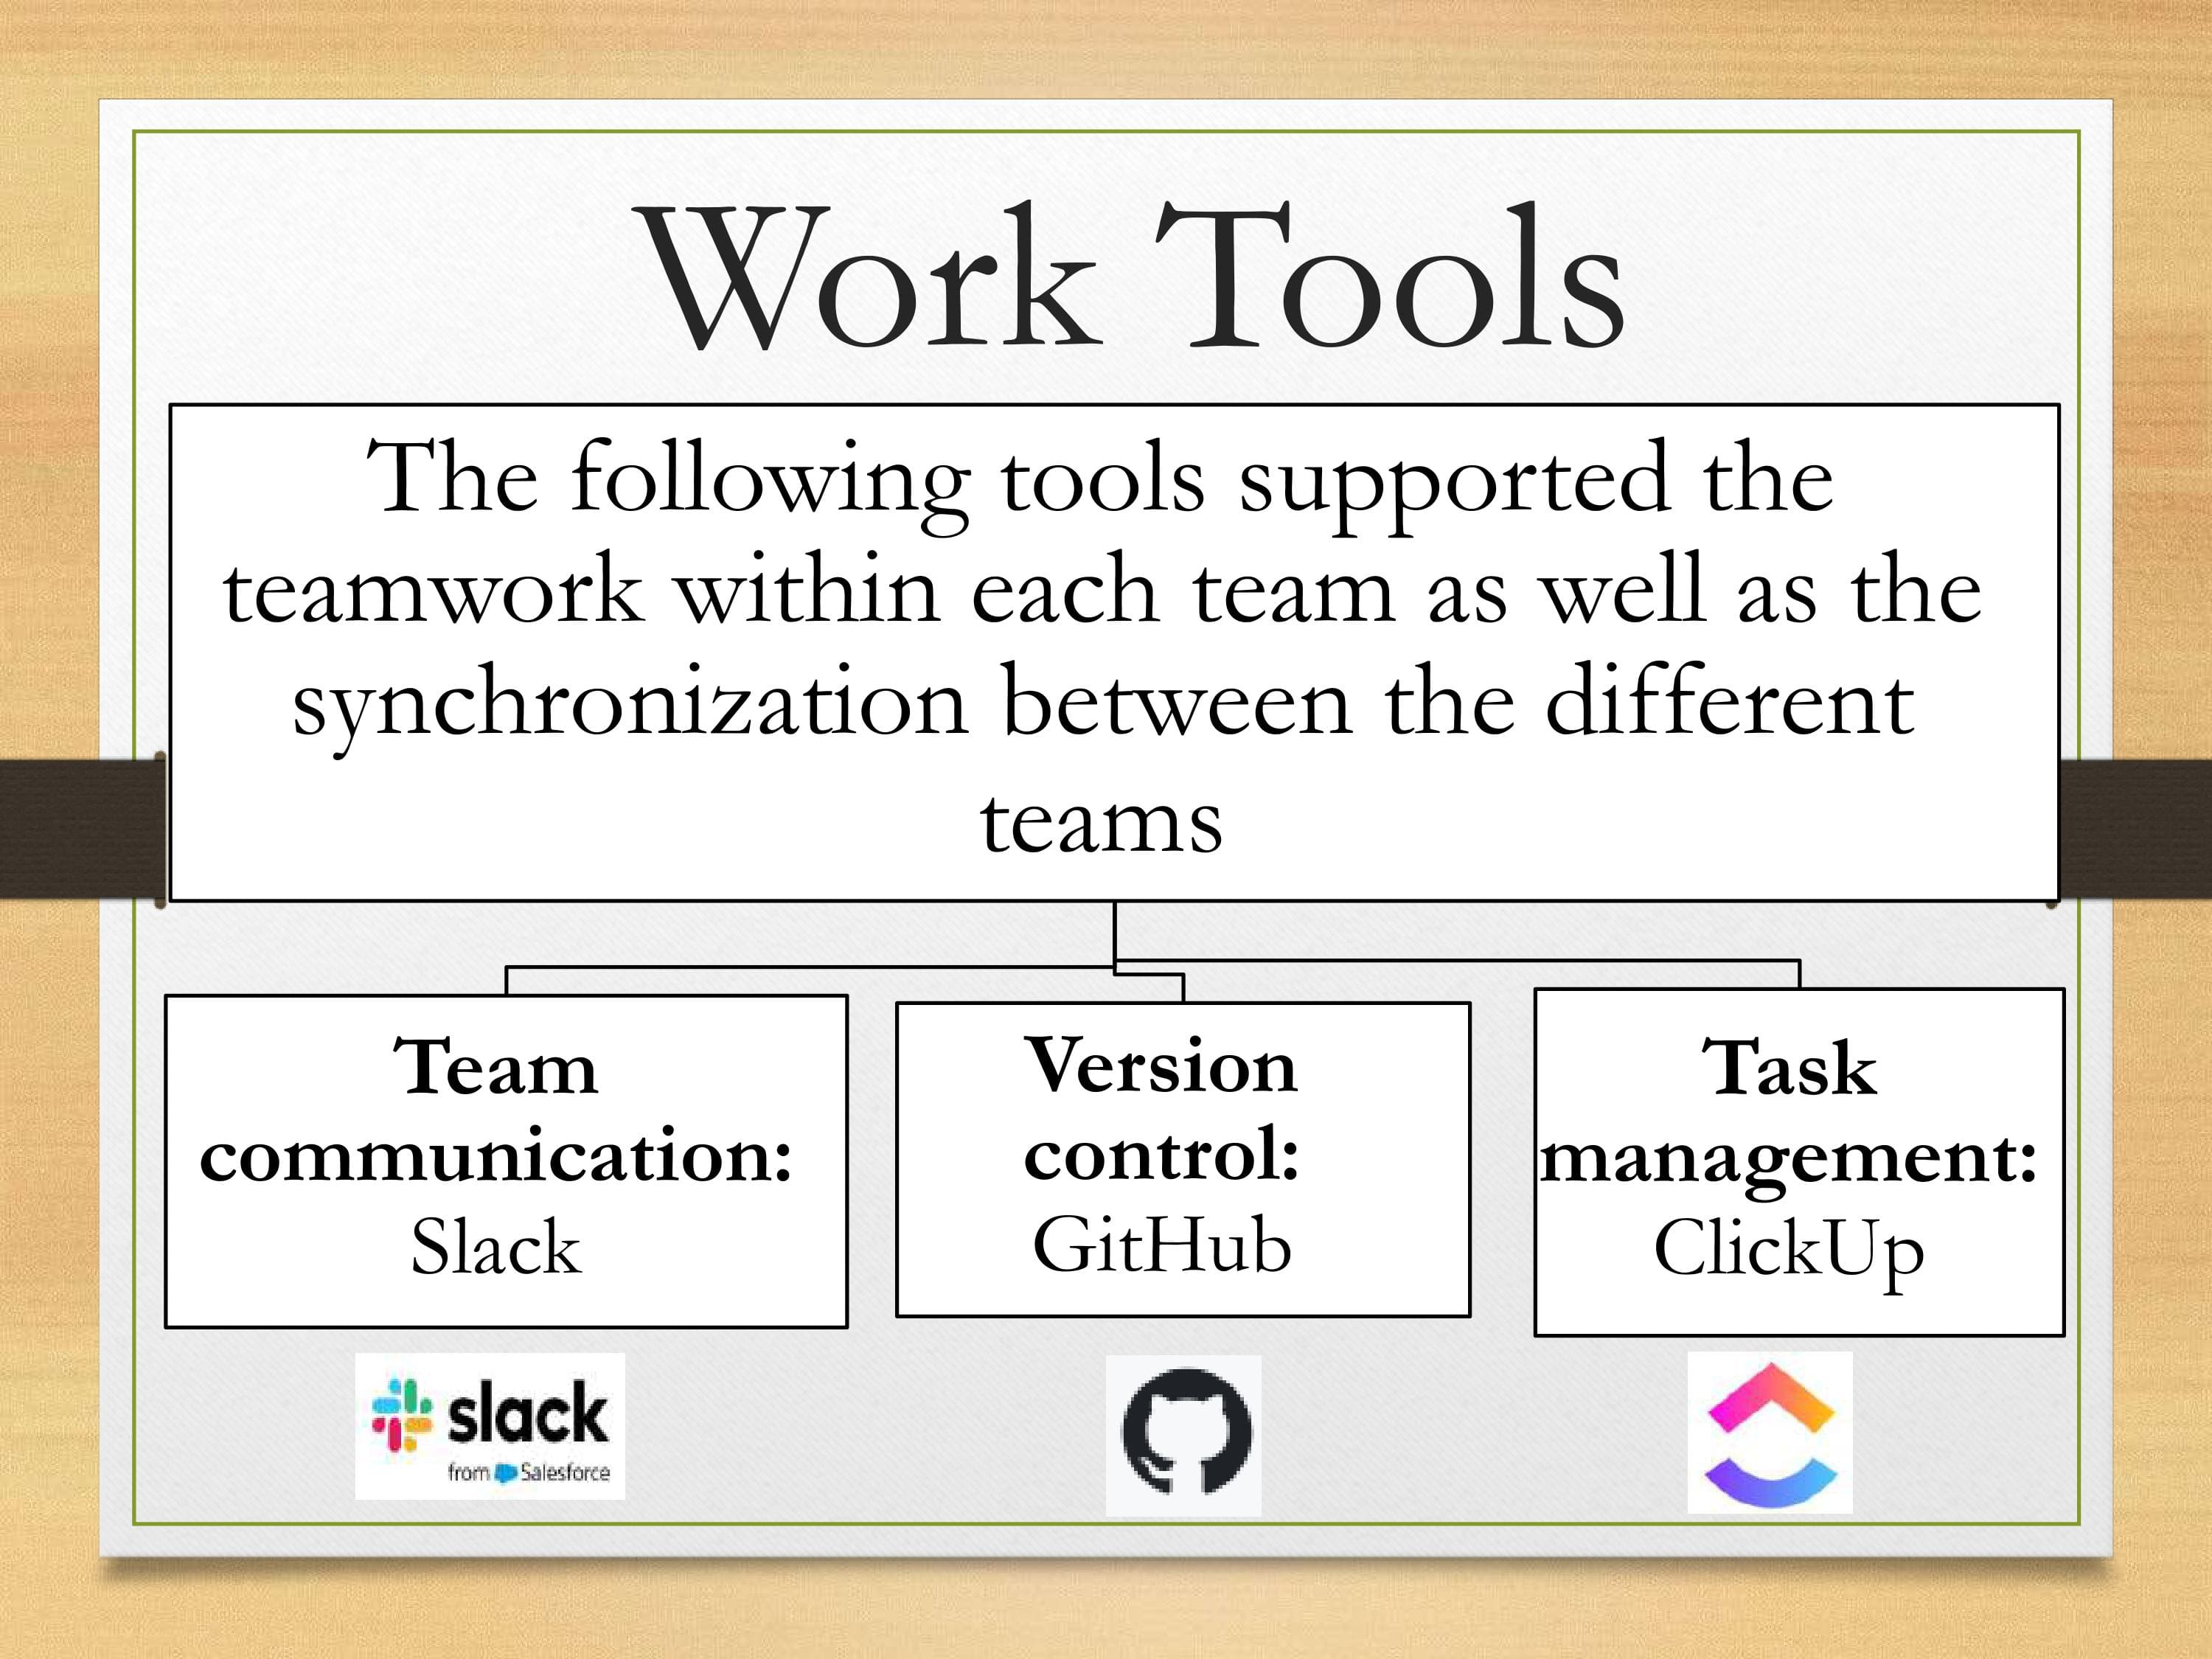 Work Tools
The following tools supported the
teamwork within each team as well as the
synchronization between the different
teams
Team
communication:
Slack
Version
control:
GitHub
Task
management:
ClickUp
slack
from Salesforce